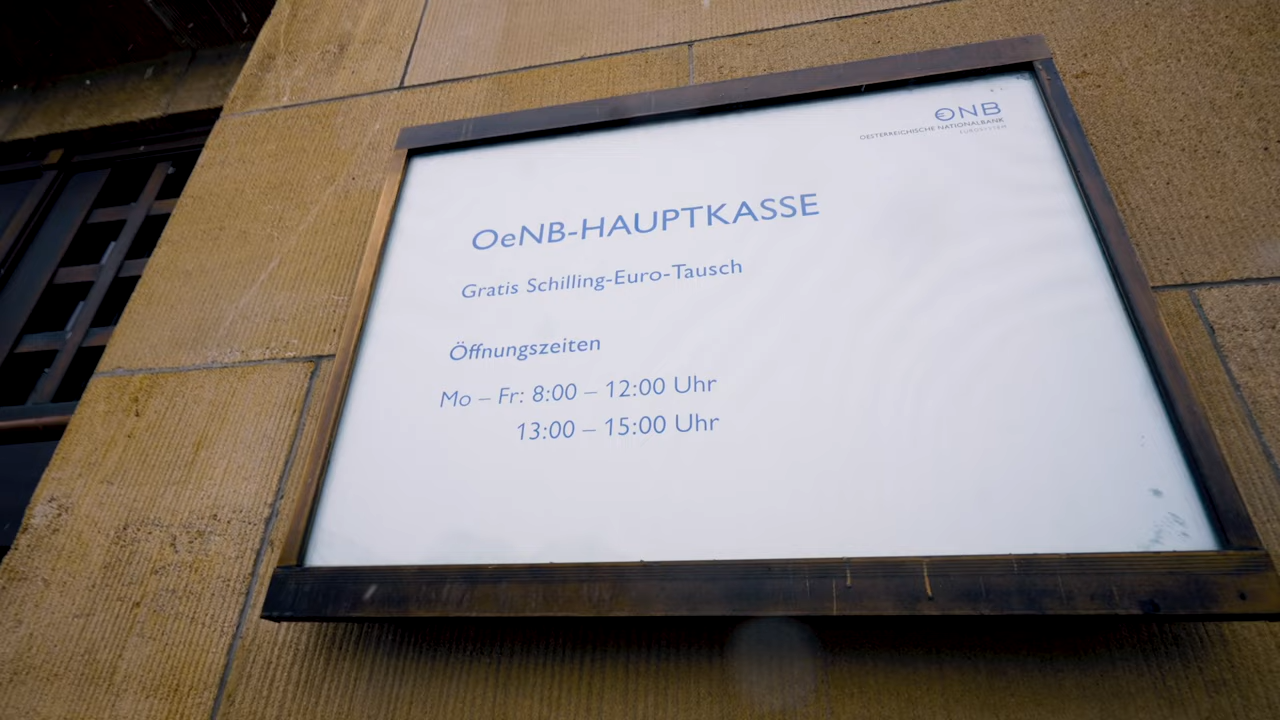 ONB
OESTERREICHISCHE NATIONALBANK
EUROSYSTEM
OeNB-HAUPTKASSE
Gratis Schilling-Euro-Tausch
Öffnungszeiten
Mo – Fr: 8:00 – 12:00 Uhr
13:00 – 15:00 Uhr